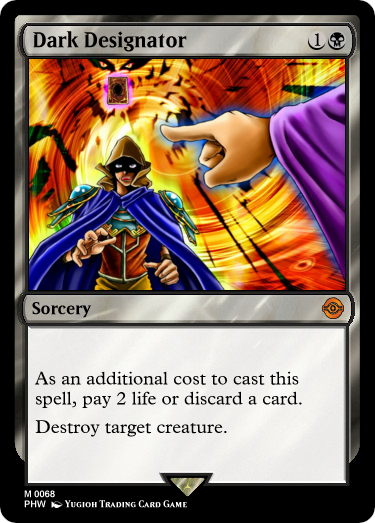 Dark Designator 1
Sorcery
As an additional cost to cast this
spell, pay 2 life or discard a card.
Destroy target creature.
M 0068
PHW Yugioh Trading Card Game